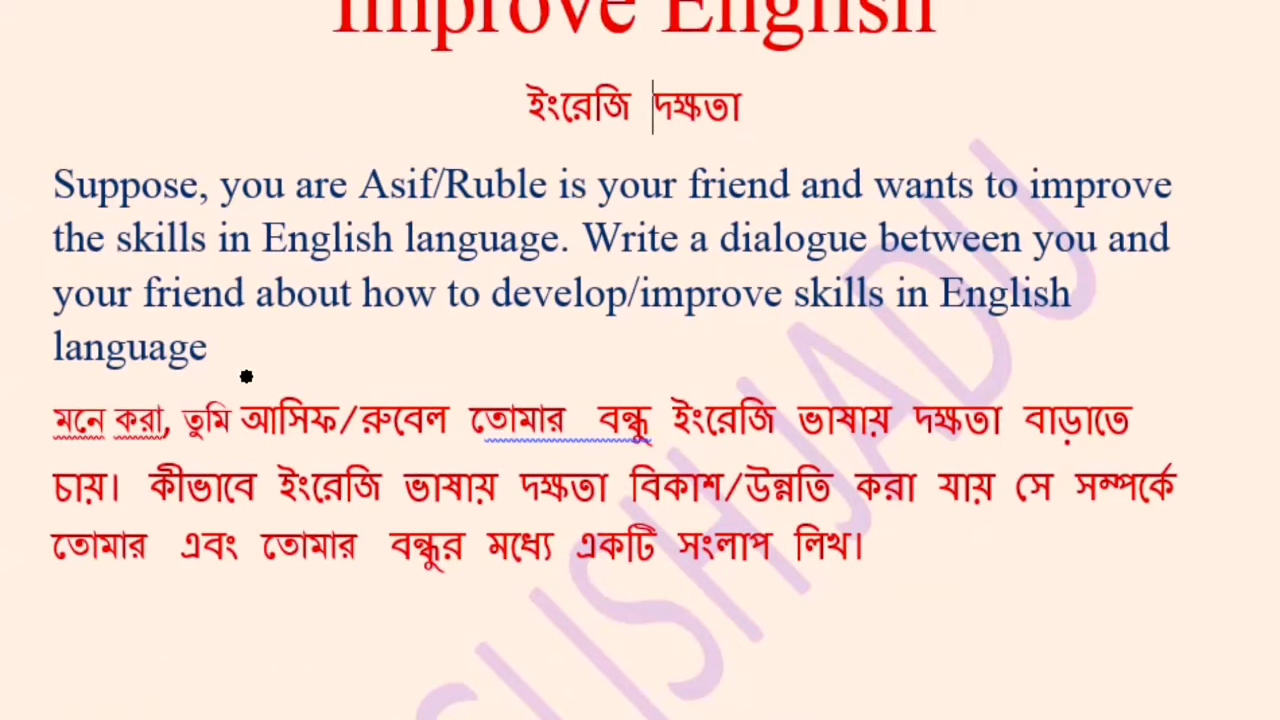 Improve English
ইংরেজি দক্ষতা
Suppose, you are Asif/Ruble is your friend and wants to improve
the skills in English language. Write a dialogue between you and
your friend about how to develop/improve skills in English
language
মনে করা, তুমি আসিফ/রুবেল তোমার বন্ধু ইংরেজি ভাষায় দক্ষতা বাড়াতে
চায়। কীভাবে ইংরেজি ভাষায় দক্ষতা বিকাশ/উন্নতি করা যায় সে সম্পর্কে
তোমার এবং তোমার বন্ধুর মধ্যে একটি সংলাপ লিখ।